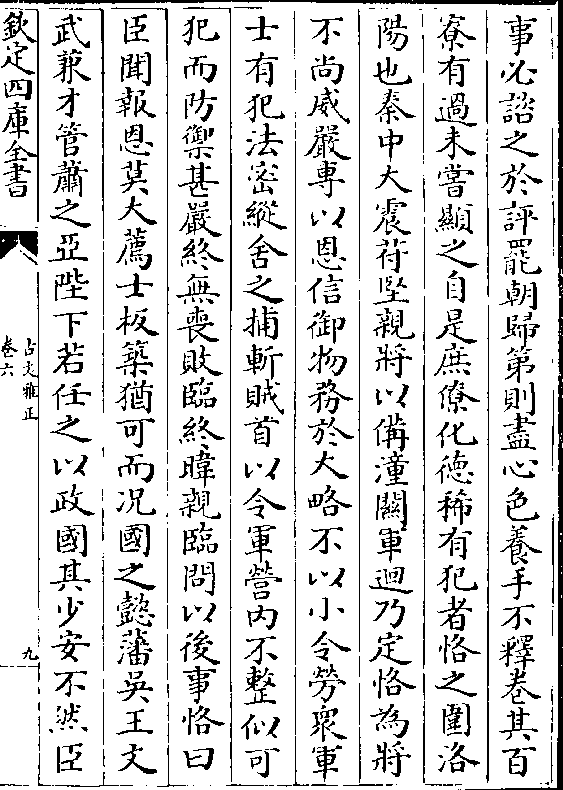 事必諮之於評罷朝歸第則盡心色養手不釋卷其百
寮有過未嘗顯之自是庶僚化德稀有犯者恪之圍洛
陽也秦中大震苻堅親將以備潼關軍迴乃定恪為將
不尚威嚴專以恩信御物務於大略不以小令勞衆軍
士有犯法密縱舍之捕斬賊首以令軍營内不整似可
犯而防禦甚嚴終無喪敗臨終暐親臨問以後事恪曰
臣聞報恩莫大薦士板築猶可而况國之懿藩吳王文
武兼才管蕭之亞陛下若任之以政國其少安不然臣
欽定四庫全書
古文雅正
卷六
九